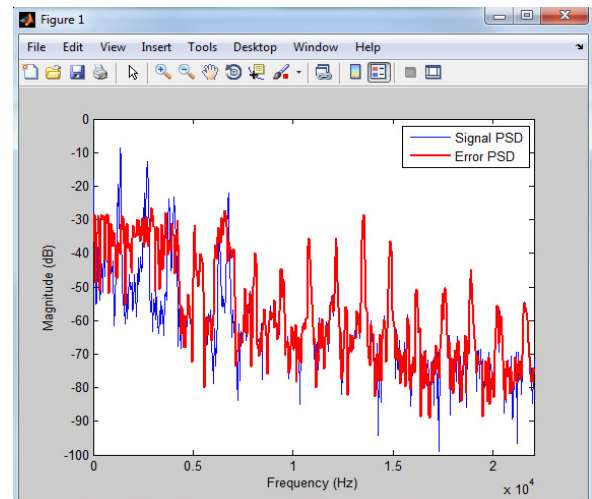 Figure 1
File Edit View Insert Tools Desktop Window Help
0
-10
-20
-30
-40
-50
-60
-70
-80
-90
-100
Magnitude (dB)
Signal PSD
Error PSD
0 0.5 1 1.5 2
x 10^4
Frequency (Hz)